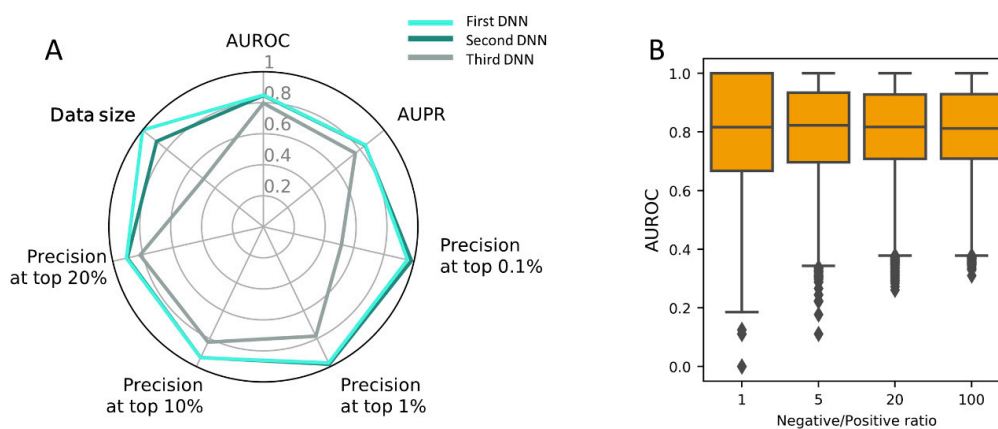 A
First DNN
Second DNN
Third DNN
AUROC
1
0.8
0.6
0.4
0.2
Data size
AUPR
Precision
at top 0.1%
Precision
at top 1%
Precision
at top 10%
Precision
at top 20%
B
AUROC
1.0
0.8
0.6
0.4
0.2
0.0
1
5
20
100
Negative/Positive ratio